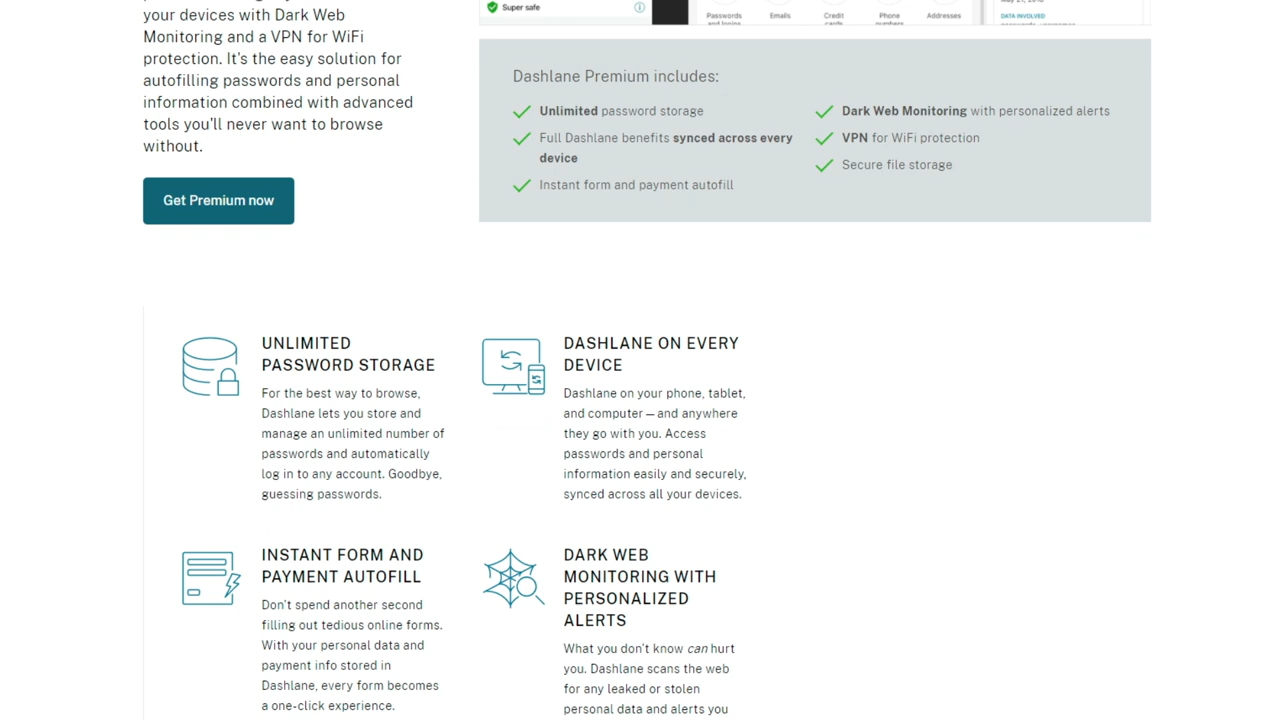 your devices with Dark Web
Monitoring and a VPN for WiFi
protection. It's the easy solution for
autofilling passwords and personal
information combined with advanced
tools you'll never want to browse
without.
Get Premium now
Super safe
Passwords
and logins
Emails
Credit
cards
Phone
numbers
Addresses
DATA INVOLVED
Dashlane Premium includes:
Unlimited password storage
Full Dashlane benefits synced across every
device
Instant form and payment autofill
Dark Web Monitoring with personalized alerts
VPN for WiFi protection
Secure file storage
UNLIMITED
PASSWORD STORAGE
For the best way to browse,
Dashlane lets you store and
manage an unlimited number of
passwords and automatically
log in to any account. Goodbye,
guessing passwords.
DASHLANE ON EVERY
DEVICE
Dashlane on your phone, tablet,
and computer—and anywhere
they go with you. Access
passwords and personal
information easily and securely,
synced across all your devices.
INSTANT FORM AND
PAYMENT AUTOFILL
Don't spend another second
filling out tedious online forms.
With your personal data and
payment info stored in
Dashlane, every form becomes
a one-click experience.
DARK WEB
MONITORING WITH
PERSONALIZED
ALERTS
What you don't know can hurt
you. Dashlane scans the web
for any leaked or stolen
personal data and alerts you